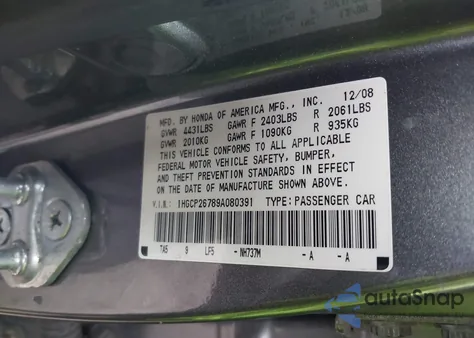 MFD. BY HONDA OF AMERICA MFG., INC. 12/08
GVWR 4431LBS GAWR F 2403LBS R 2061LBS
GVWR 2010KG GAWR F 1090KG R 935KG
THIS VEHICLE CONFORMS TO ALL APPLICABLE
FEDERAL MOTOR VEHICLE SAFETY, BUMPER,
AND THEFT PREVENTION STANDARDS IN EFFECT
ON THE DATE OF MANUFACTURE SHOWN ABOVE.
V.I.N.: 1HGCP26789A080391 TYPE:PASSENGER CAR
TA5 9 LP5 - NH737M - A - A
autoSnap